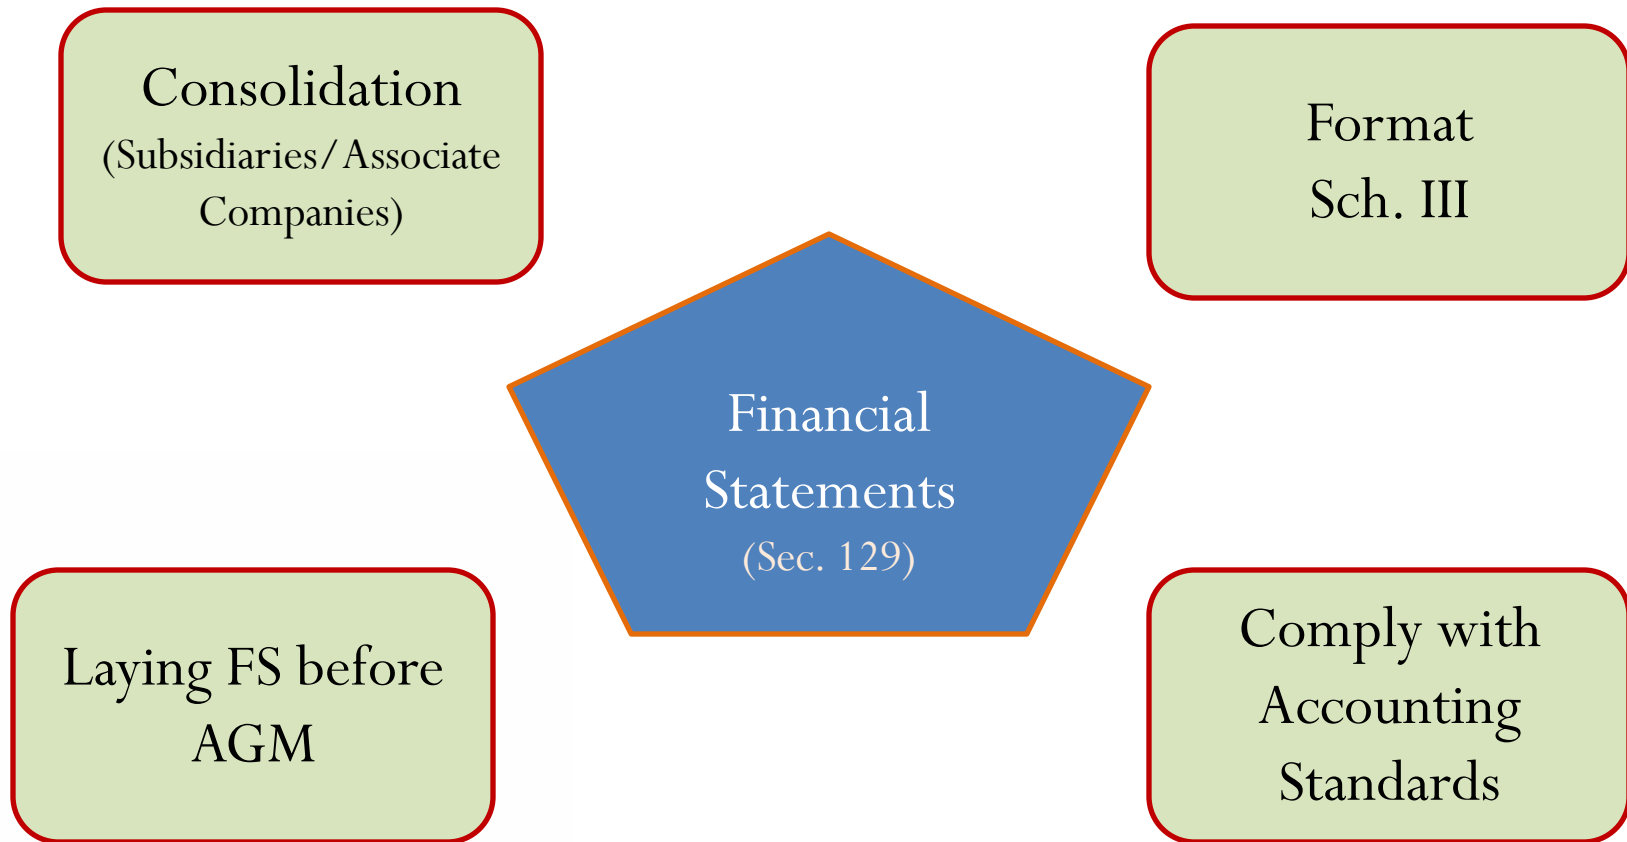 Consolidation
(Subsidiaries/Associate
Companies)
Format
Sch. III
Financial
Statements
(Sec. 129)
Laying FS before
AGM
Comply with
Accounting
Standards